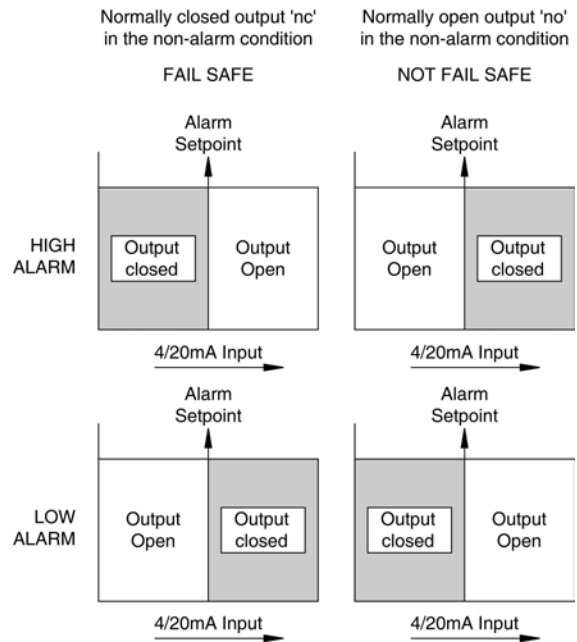 Normally closed output 'nc'
in the non-alarm condition
FAIL SAFE
Normally open output 'no'
in the non-alarm condition
NOT FAIL SAFE
HIGH
ALARM
Alarm
Setpoint
Output
closed
Output
Open
4/20mA Input
Alarm
Setpoint
Output
Open
Output
closed
4/20mA Input
LOW
ALARM
Alarm
Setpoint
Output
Open
Output
closed
4/20mA Input
Alarm
Setpoint
Output
closed
Output
Open
4/20mA Input